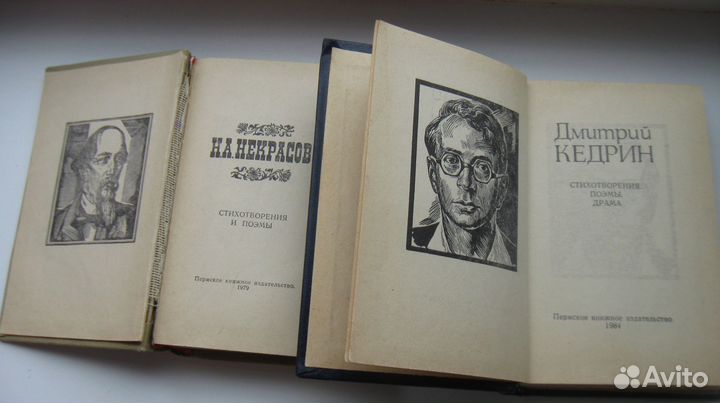 Н.А.НЕКРАСОВ
СТИХОТВОРЕНИЯ
И ПОЭМЫ
Пермское книжное издательство
1979
Дмитрий
КЕДРИН
СТИХОТВОРЕНИЯ,
ПОЭМЫ,
ДРАМА
Пермское книжное издательство
1984
Avito